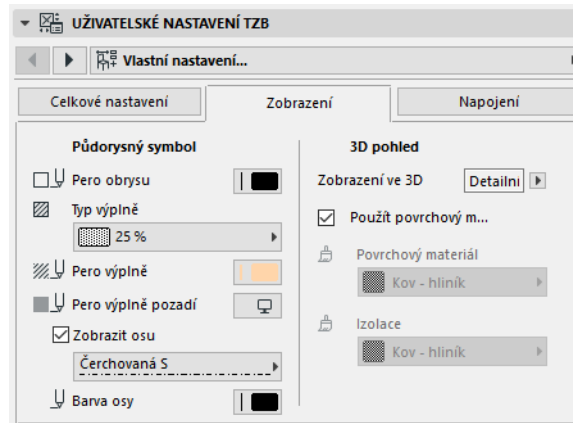 UŽIVATELSKÉ NASTAVENÍ TZB
Vlastní nastavení...
Celkové nastavení
Zobrazení
Napojení
Půdorysný symbol
Pero obrysu
Typ výplně
25 %
Pero výplně
Pero výplně pozadí
Zobrazit osu
Čerchovaná S
Barva osy
3D pohled
Zobrazení ve 3D
Detailní
Použít povrchový m...
Povrchový materiál
Kov - hliník
Izolace
Kov - hliník